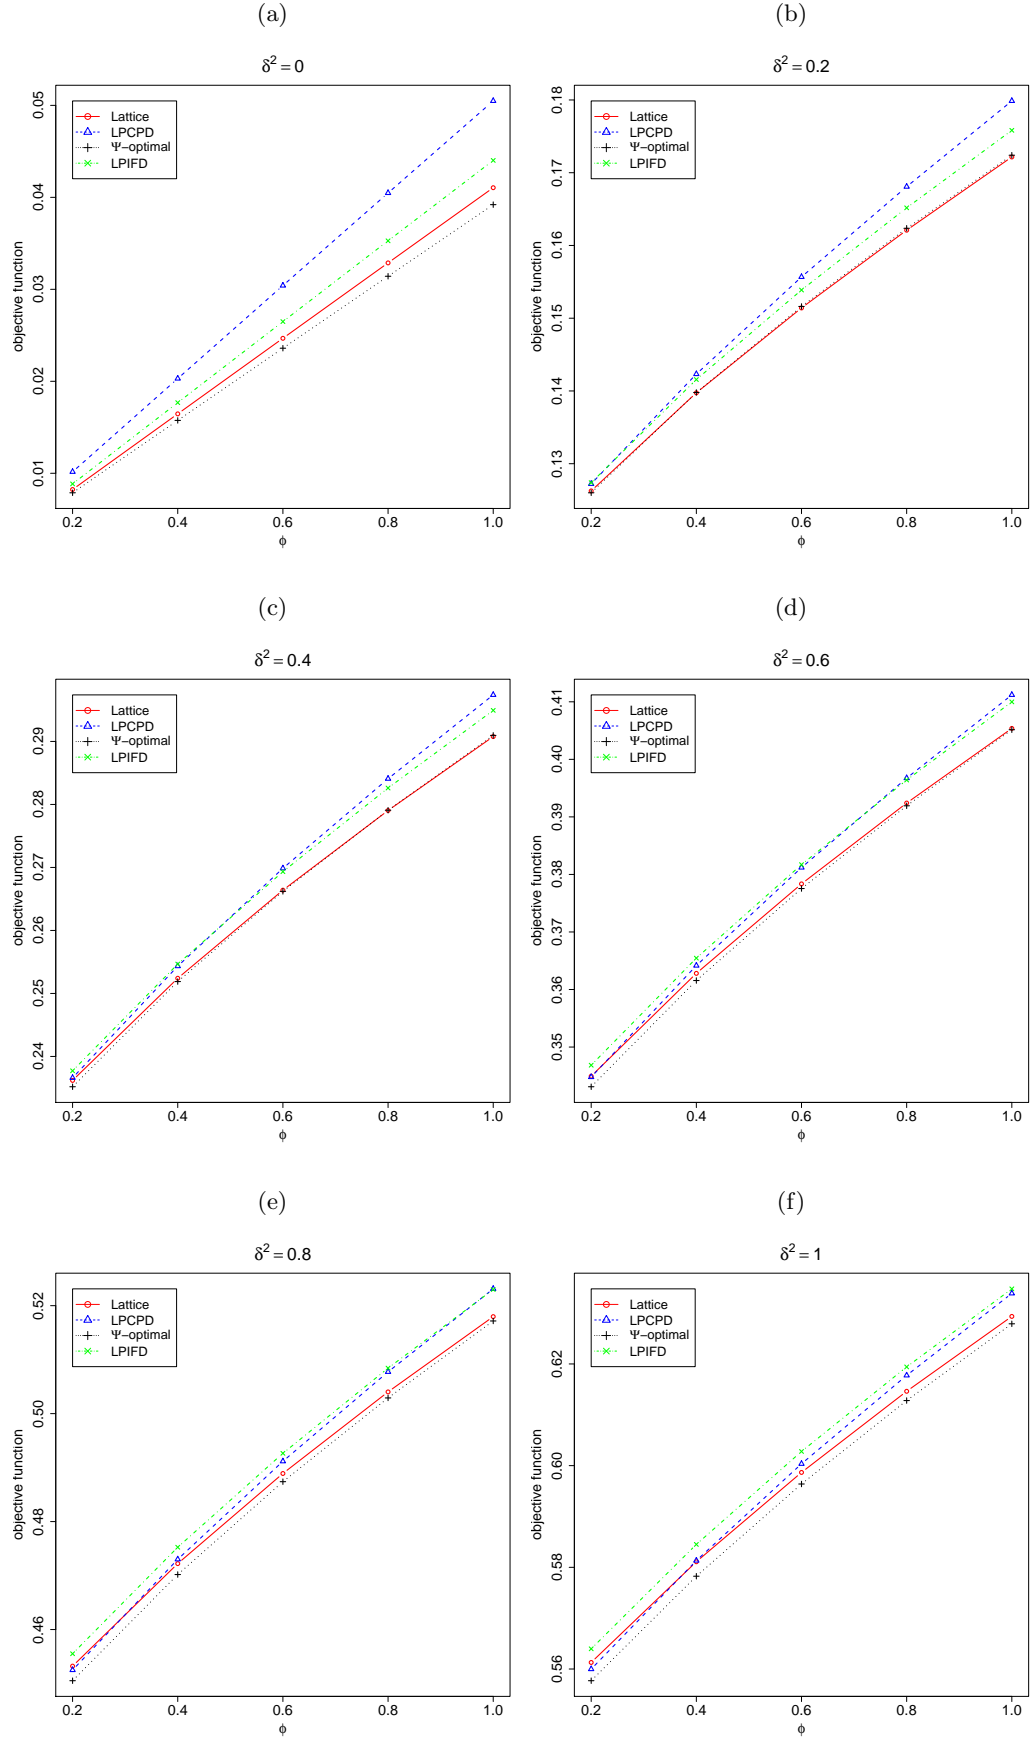 (a)
δ² = 0
objective function
0.05
0.04
0.03
0.02
0.01
Lattice
LPCPD
Ψ−optimal
LPIFD
0.2 0.4 0.6 0.8 1.0
ϕ
(b)
δ² = 0.2
objective function
0.18
0.17
0.16
0.15
0.14
0.13
Lattice
LPCPD
Ψ−optimal
LPIFD
0.2 0.4 0.6 0.8 1.0
ϕ
(c)
δ² = 0.4
objective function
0.29
0.28
0.27
0.26
0.25
0.24
Lattice
LPCPD
Ψ−optimal
LPIFD
0.2 0.4 0.6 0.8 1.0
ϕ
(d)
δ² = 0.6
objective function
0.41
0.40
0.39
0.38
0.37
0.36
0.35
Lattice
LPCPD
Ψ−optimal
LPIFD
0.2 0.4 0.6 0.8 1.0
ϕ
(e)
δ² = 0.8
objective function
0.52
0.50
0.48
0.46
Lattice
LPCPD
Ψ−optimal
LPIFD
0.2 0.4 0.6 0.8 1.0
ϕ
(f)
δ² = 1
objective function
0.62
0.60
0.58
0.56
Lattice
LPCPD
Ψ−optimal
LPIFD
0.2 0.4 0.6 0.8 1.0
ϕ